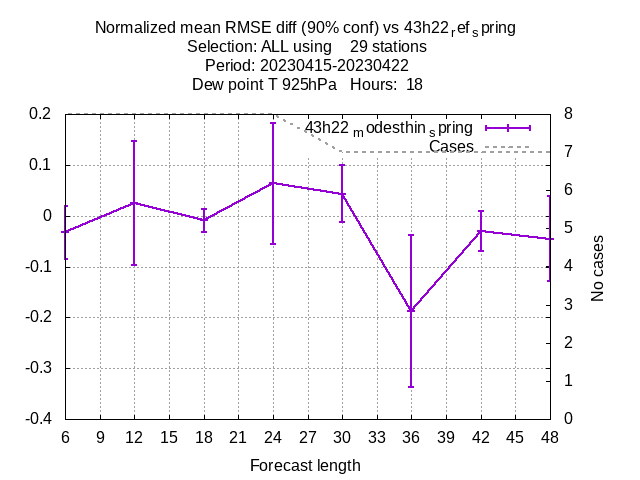 Normalized mean RMSE diff (90% conf) vs 43h22ref spring
Selection: ALL using 29 stations
Period: 20230415-20230422
Dew point T 925hPa Hours: 18
43h22modesthinspring
Cases
0.2
0.1
0
-0.1
-0.2
-0.3
-0.4
8
7
6
5
4
3
2
1
0
No cases
6 9 12 15 18 21 24 27 30 33 36 39 42 45 48
Forecast length